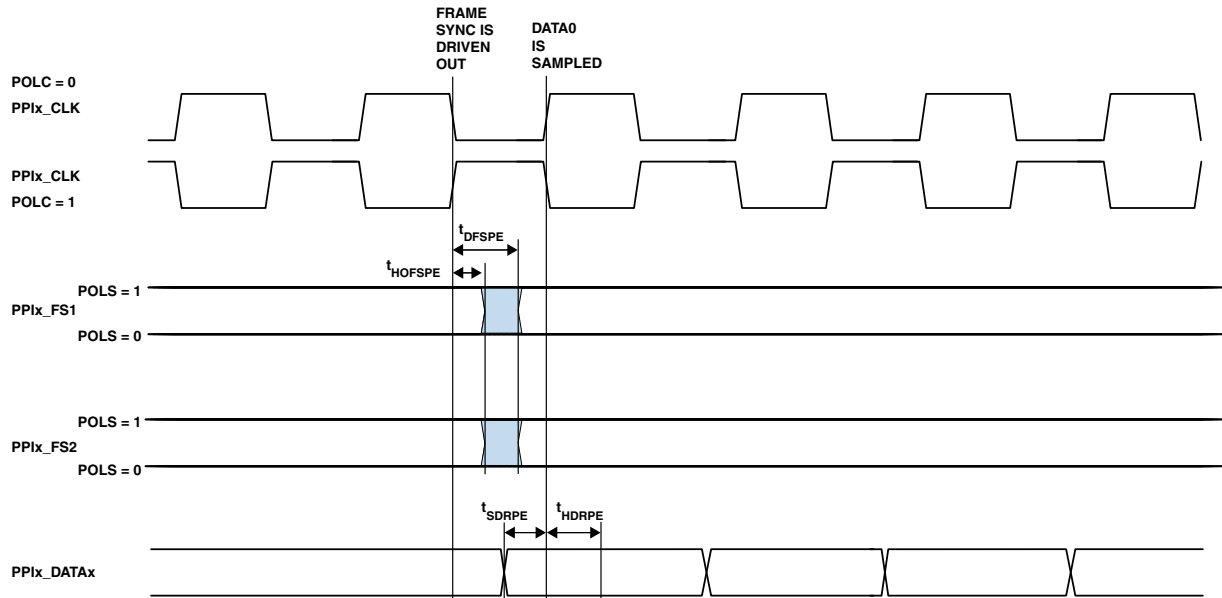 FRAME
SYNC IS
DRIVEN
OUT
DATA0
IS
SAMPLED
POLC = 0
PPIx_CLK
PPIx_CLK
POLC = 1
tDFSPE
tHOFSPE
POLS = 1
PPIx_FS1
POLS = 0
POLS = 1
PPIx_FS2
POLS = 0
tSDRPE
tHDRPE
PPIx_DATAx